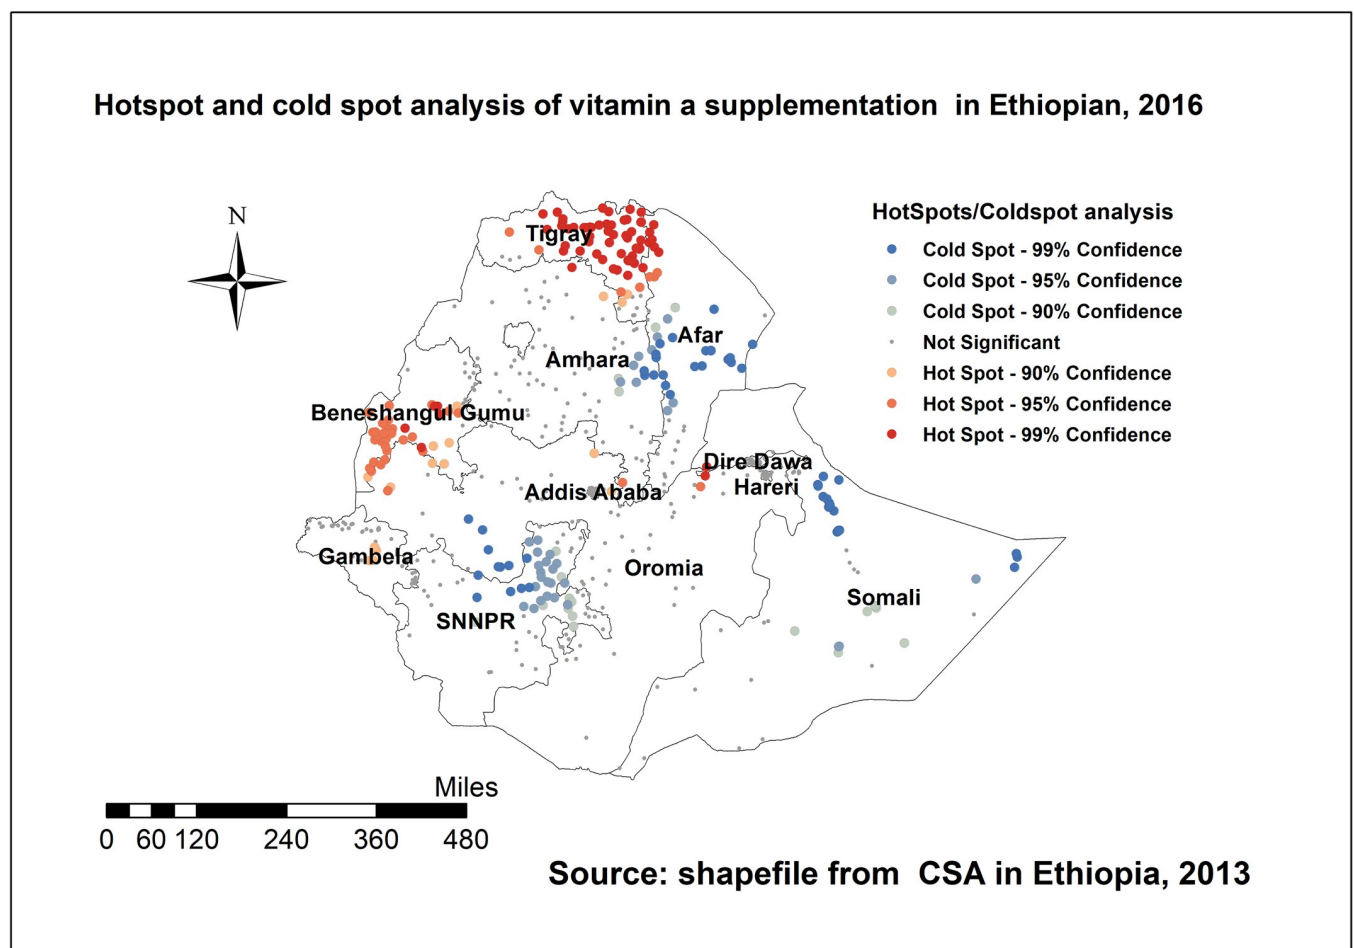 Hotspot and cold spot analysis of vitamin a supplementation in Ethiopian, 2016
N
HotSpots/Coldspot analysis
Cold Spot - 99% Confidence
Cold Spot - 95% Confidence
Cold Spot - 90% Confidence
Not Significant
Hot Spot - 90% Confidence
Hot Spot - 95% Confidence
Hot Spot - 99% Confidence
Tigray
Afar
Amhara
Beneshangul Gumu
Dire Dawa
Hareri
Addis Ababa
Gambela
Oromia
Somali
SNNPR
Miles
0 60 120 240 360 480
Source: shapefile from CSA in Ethiopia, 2013